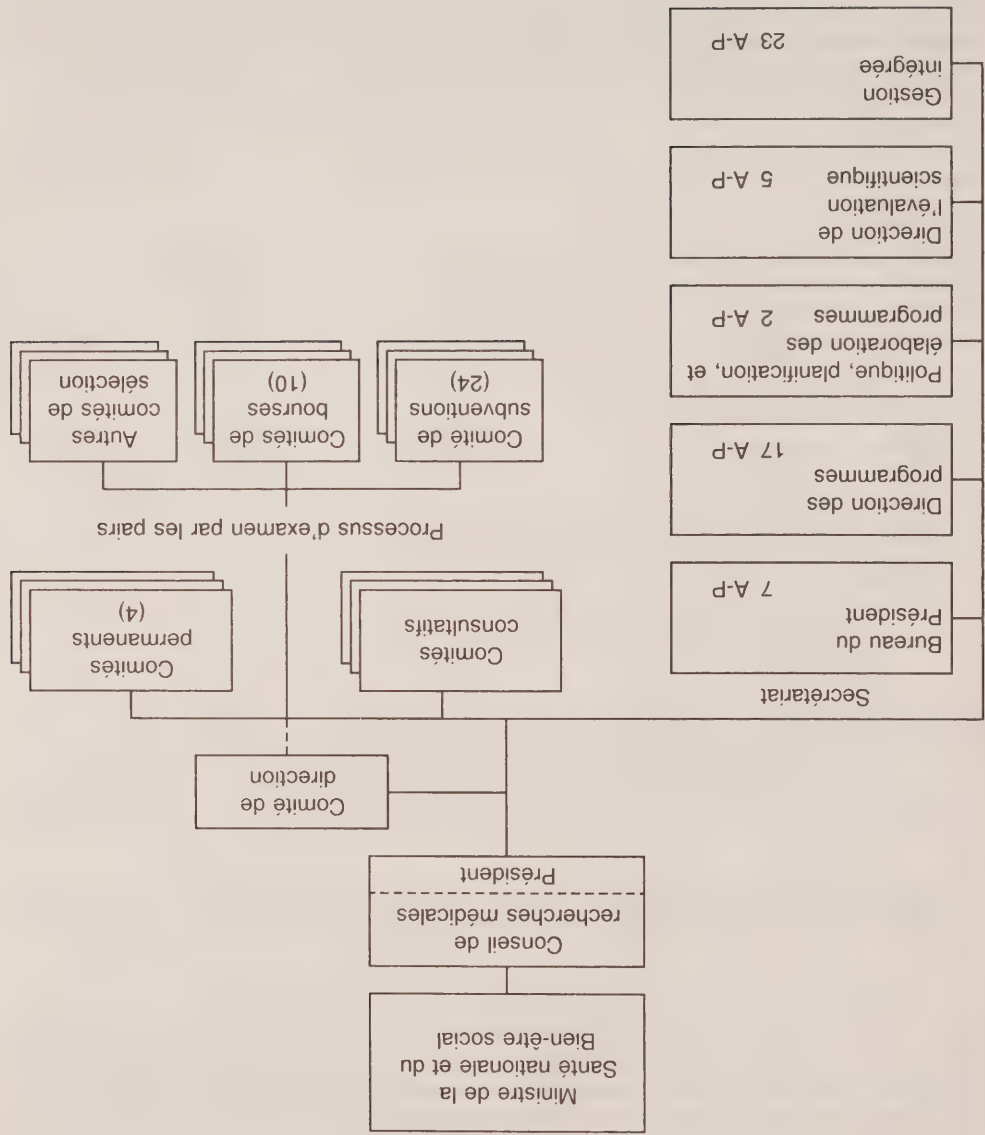 Ministre de la
Santé nationale et du
Bien-être social
Conseil de
recherches médicales
Président
Comité de
direction
Secrétariat
Bureau du
Président
7 A-P
Direction des
programmes
17 A-P
Politique, planification, et
élaboration des
programmes 2 A-P
Direction de
l'évaluation
scientifique 5 A-P
Gestion
intégrée
23 A-P
Comités
consultatifs
Comités
permanents
(4)
Processus d'examen par les pairs
Comité de
subventions
(24)
Comités de
bourses
(10)
Autres
comités de
sélection